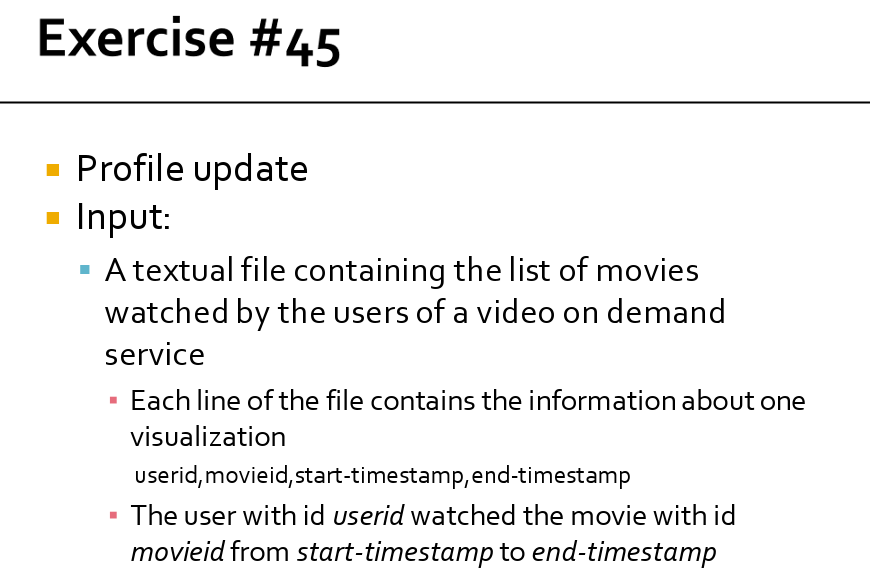 Exercise #45
Profile update
Input:
A textual file containing the list of movies
watched by the users of a video on demand
service
Each line of the file contains the information about one
visualization
userid,movieid,start-timestamp,end-timestamp
The user with id userid watched the movie with id
movieid from start-timestamp to end-timestamp